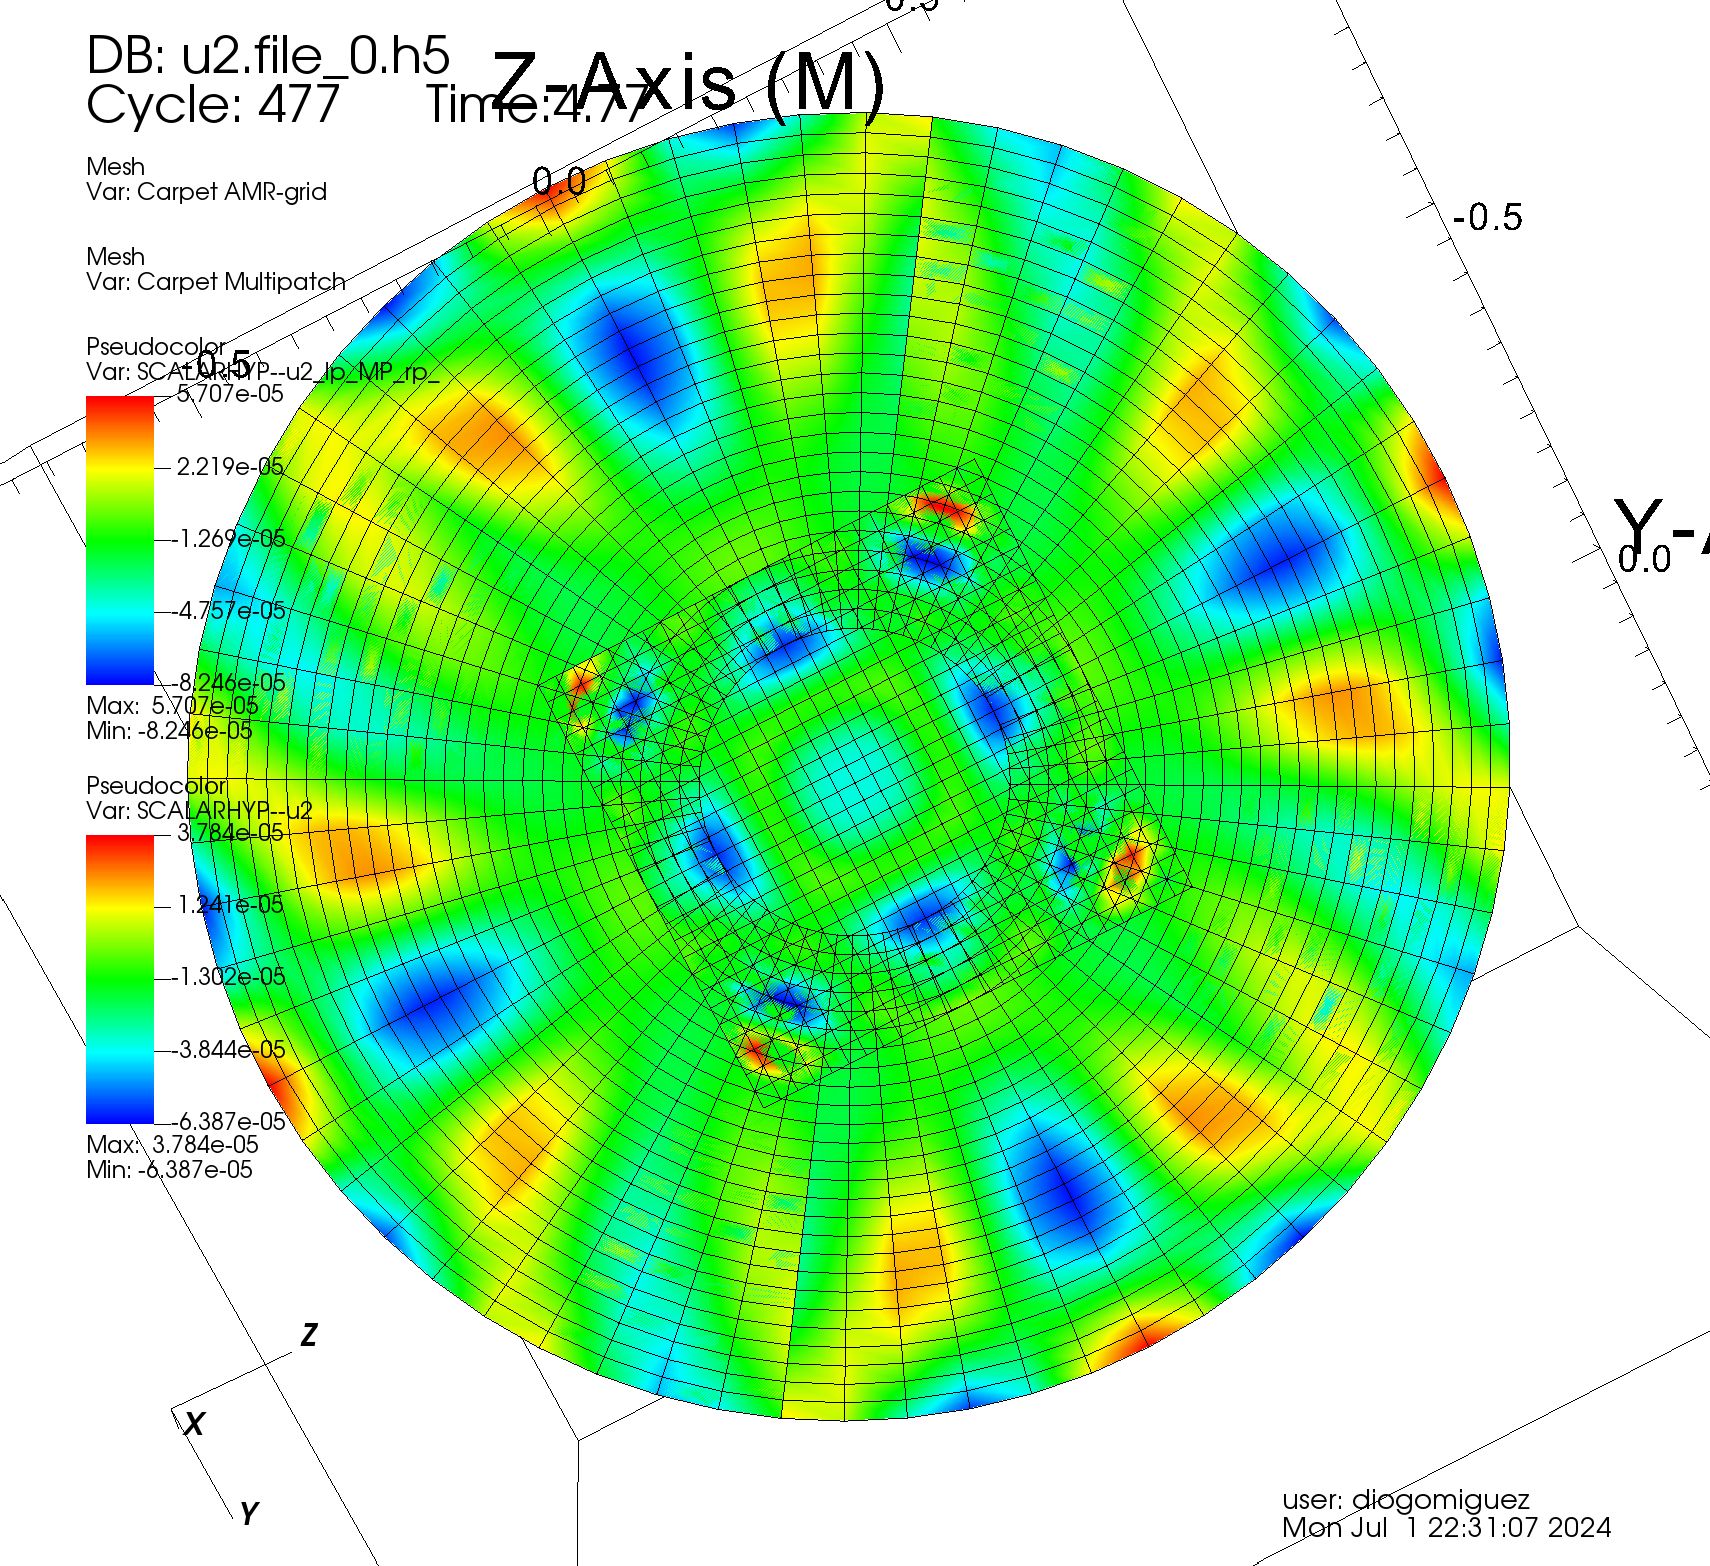 0.5
DB: u2.file_0.h5
Z-Axis (M)
Cycle: 477 Time:4.77
Mesh
Var: Carpet AMR-grid
0.0
-0.5
Mesh
Var: Carpet Multipatch
Pseudocolor
-0.5
Var: SCALARHYP--u2_lp_MP_rp_
5.707e-05
2.219e-05
-1.269e-05
-4.757e-05
-8.246e-05
Max: 5.707e-05
Min: -8.246e-05
Y-A
0.0
Pseudocolor
Var: SCALARHYP--u2
3.784e-05
1.241e-05
-1.302e-05
-3.844e-05
-6.387e-05
Max: 3.784e-05
Min: -6.387e-05
Z
X
Y
user: diogomiguez
Mon Jul 1 22:31:07 2024